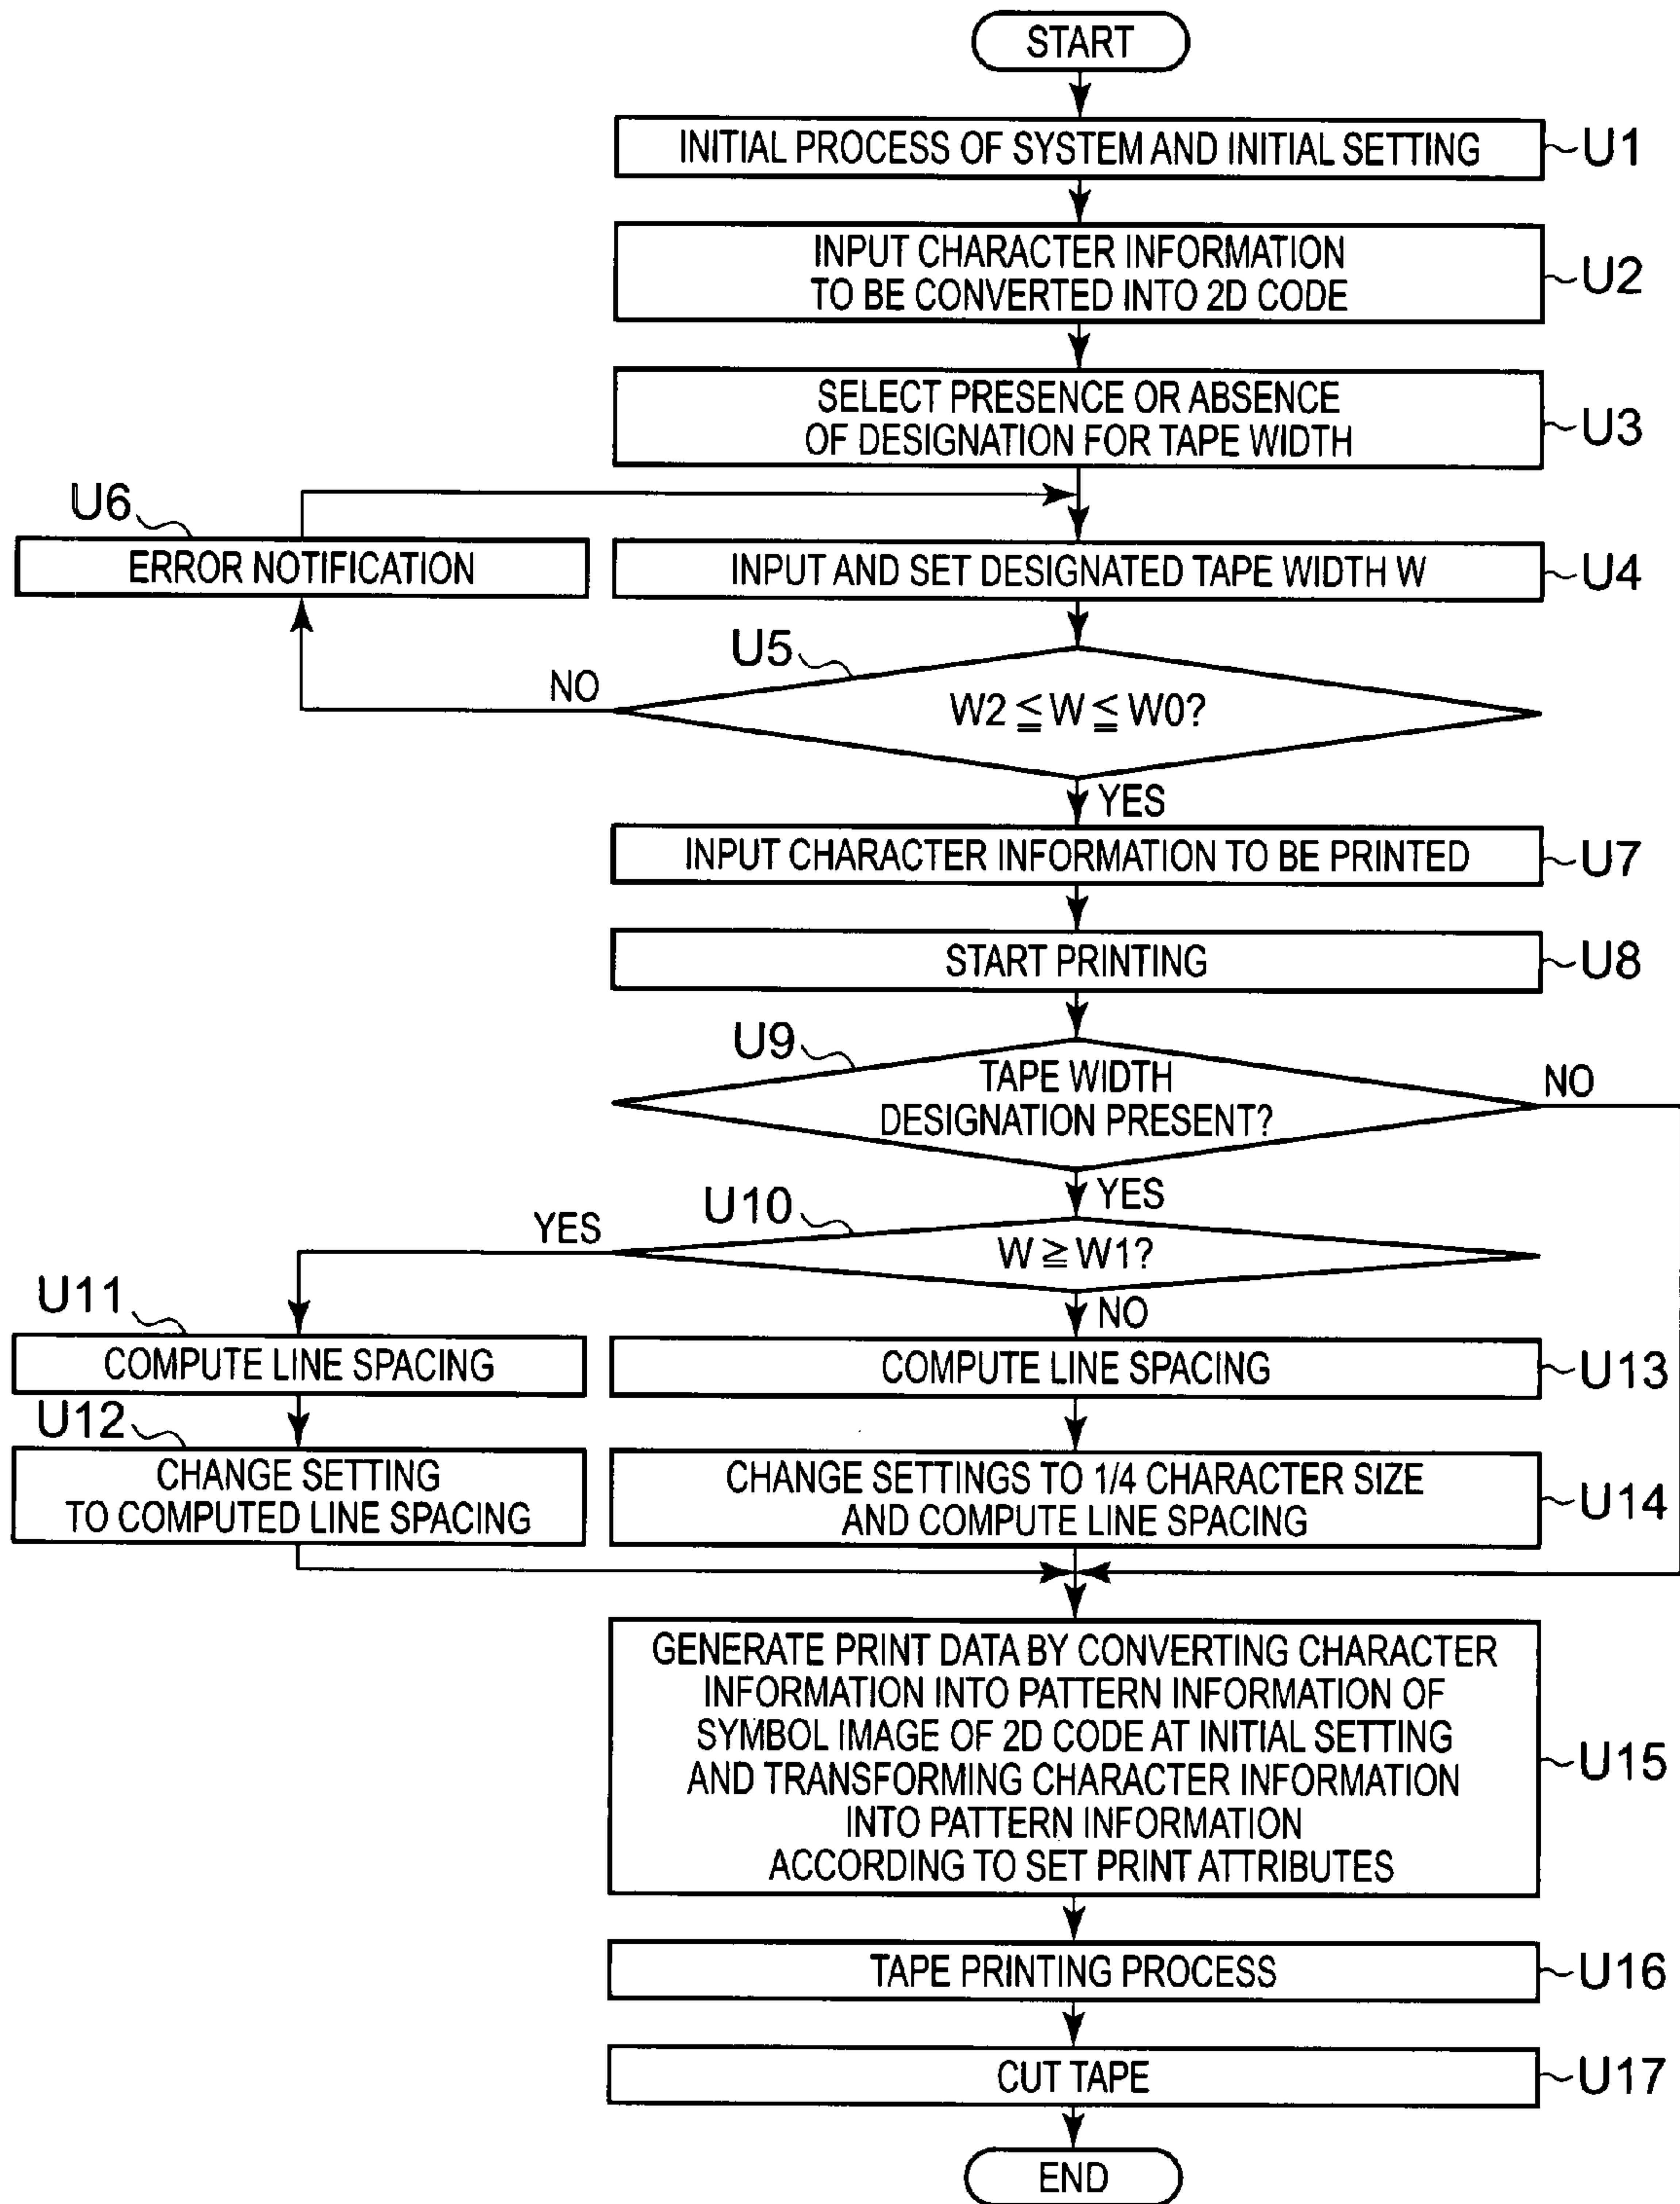 START
INITIAL PROCESS OF SYSTEM AND INITIAL SETTING
U1
INPUT CHARACTER INFORMATION
TO BE CONVERTED INTO 2D CODE
U2
SELECT PRESENCE OR ABSENCE
OF DESIGNATION FOR TAPE WIDTH
U3
U6
ERROR NOTIFICATION
INPUT AND SET DESIGNATED TAPE WIDTH W
U4
U5
NO
W2 ≦ W ≦ W0?
YES
INPUT CHARACTER INFORMATION TO BE PRINTED
U7
START PRINTING
U8
U9
TAPE WIDTH
DESIGNATION PRESENT?
NO
YES
U10
YES
W ≧ W1?
NO
U11
COMPUTE LINE SPACING
COMPUTE LINE SPACING
U13
U12
CHANGE SETTING
TO COMPUTED LINE SPACING
CHANGE SETTINGS TO 1/4 CHARACTER SIZE
AND COMPUTE LINE SPACING
U14
GENERATE PRINT DATA BY CONVERTING CHARACTER
INFORMATION INTO PATTERN INFORMATION OF
SYMBOL IMAGE OF 2D CODE AT INITIAL SETTING
AND TRANSFORMING CHARACTER INFORMATION
INTO PATTERN INFORMATION
ACCORDING TO SET PRINT ATTRIBUTES
U15
TAPE PRINTING PROCESS
U16
CUT TAPE
U17
END